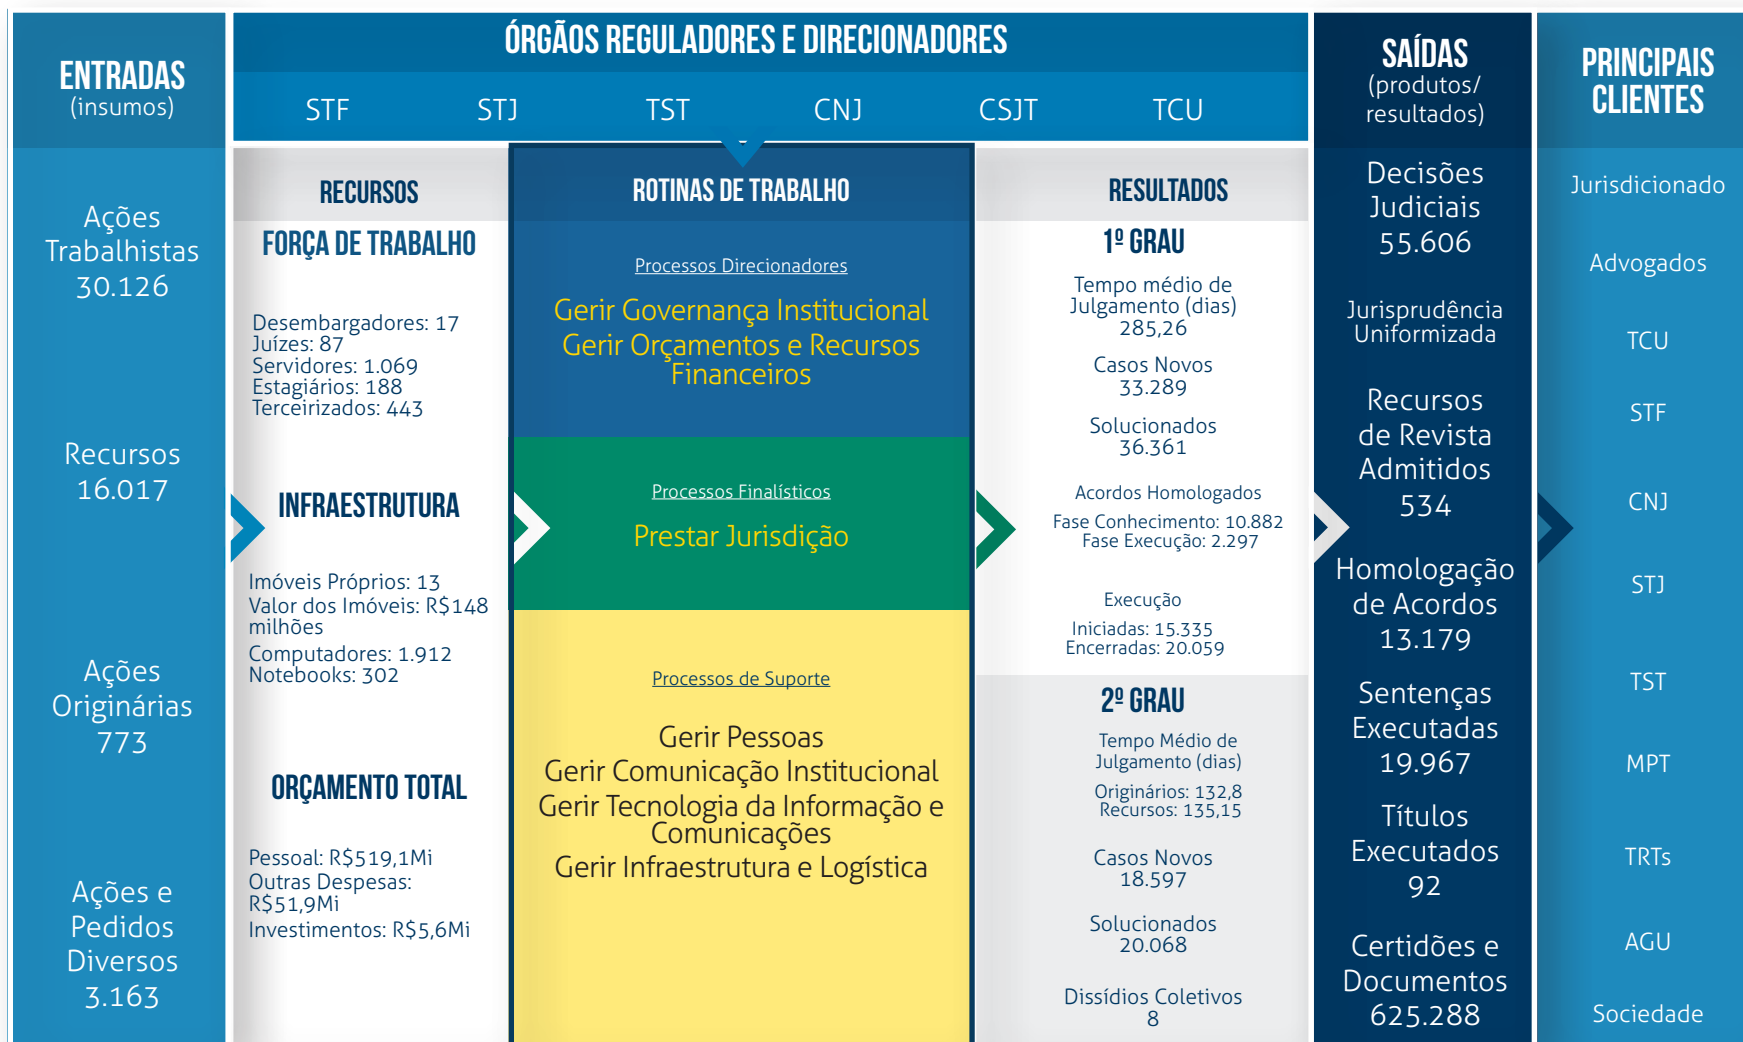 ENTRADAS
(insumos)
Ações
Trabalhistas
30.126
Recursos
16.017
Ações
Originárias
773
Ações e
Pedidos
Diversos
3.163
ÓRGÃOS REGULADORES E DIRECIONADORES
STF STJ TST CNJ CSJT TCU
RECURSOS
FORÇA DE TRABALHO
Desembargadores: 17
Juízes: 87
Servidores: 1.069
Estagiários: 188
Terceirizados: 443
INFRAESTRUTURA
Imóveis Próprios: 13
Valor dos Imóveis: R$148
milhões
Computadores: 1.912
Notebooks: 302
ORÇAMENTO TOTAL
Pessoal: R$519,1Mi
Outras Despesas:
R$51,9Mi
Investimentos: R$5,6Mi
ROTINAS DE TRABALHO
Processos Direcionadores
Gerir Governança Institucional
Gerir Orçamentos e Recursos
Financeiros
Processos Finalísticos
Prestar Jurisdição
Processos de Suporte
Gerir Pessoas
Gerir Comunicação Institucional
Gerir Tecnologia da Informação e
Comunicações
Gerir Infraestrutura e Logística
RESULTADOS
1º GRAU
Tempo médio de
Julgamento (dias)
285,26
Casos Novos
33.289
Solucionados
36.361
Acordos Homologados
Fase Conhecimento: 10.882
Fase Execução: 2.297
Execução
Iniciadas: 15.335
Encerradas: 20.059
2º GRAU
Tempo Médio de
Julgamento (dias)
Originários: 132,8
Recursos: 135,15
Casos Novos
18.597
Solucionados
20.068
Dissídios Coletivos
8
SAÍDAS
(produtos/
resultados)
Decisões
Judiciais
55.606
Jurisprudência
Uniformizada
Recursos
de Revista
Admitidos
534
Homologação
de Acordos
13.179
Sentenças
Executadas
19.967
Títulos
Executados
92
Certidões e
Documentos
625.288
PRINCIPAIS
CLIENTES
Jurisdicionado
Advogados
TCU
STF
CNJ
STJ
TST
MPT
TRTs
AGU
Sociedade